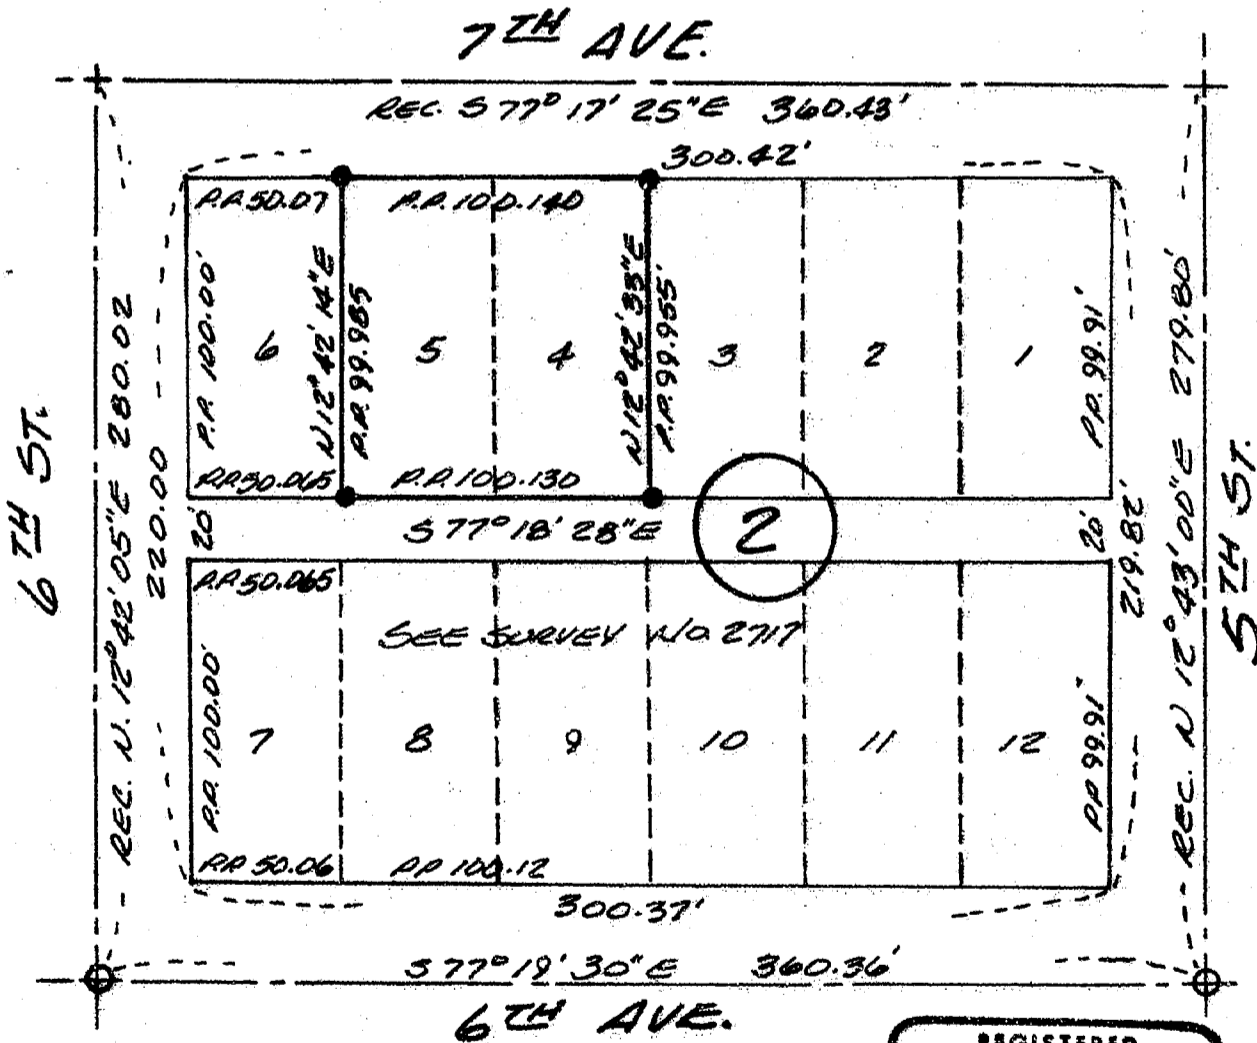 7TH AVE.
REC. S 77° 17' 25"E 360.43'
300.42'
P.P. 50.07
P.P. 100.140
6TH ST.
REC. N. 12° 42' 05"E 280.02
220.00
P.P. 100.00'
6
N 12° 42' 14"E
P.P. 99.985
5
4
N 12° 42' 33"E
P.P. 99.955'
3
2
1
P.P. 99.91'
REC. N 12° 43' 00"E 279.80'
5TH ST.
P.P. 50.065
P.P. 100.130
20'
S 77° 18' 28"E
2
20'
219.82'
P.P. 50.065
SEE SURVEY NO. 2717
P.P. 100.00'
7
8
9
10
11
12
P.P. 99.91'
P.P. 50.06
P.P. 100.12
300.37'
S 77° 19' 30"E 360.36'
6TH AVE.
REGISTERED